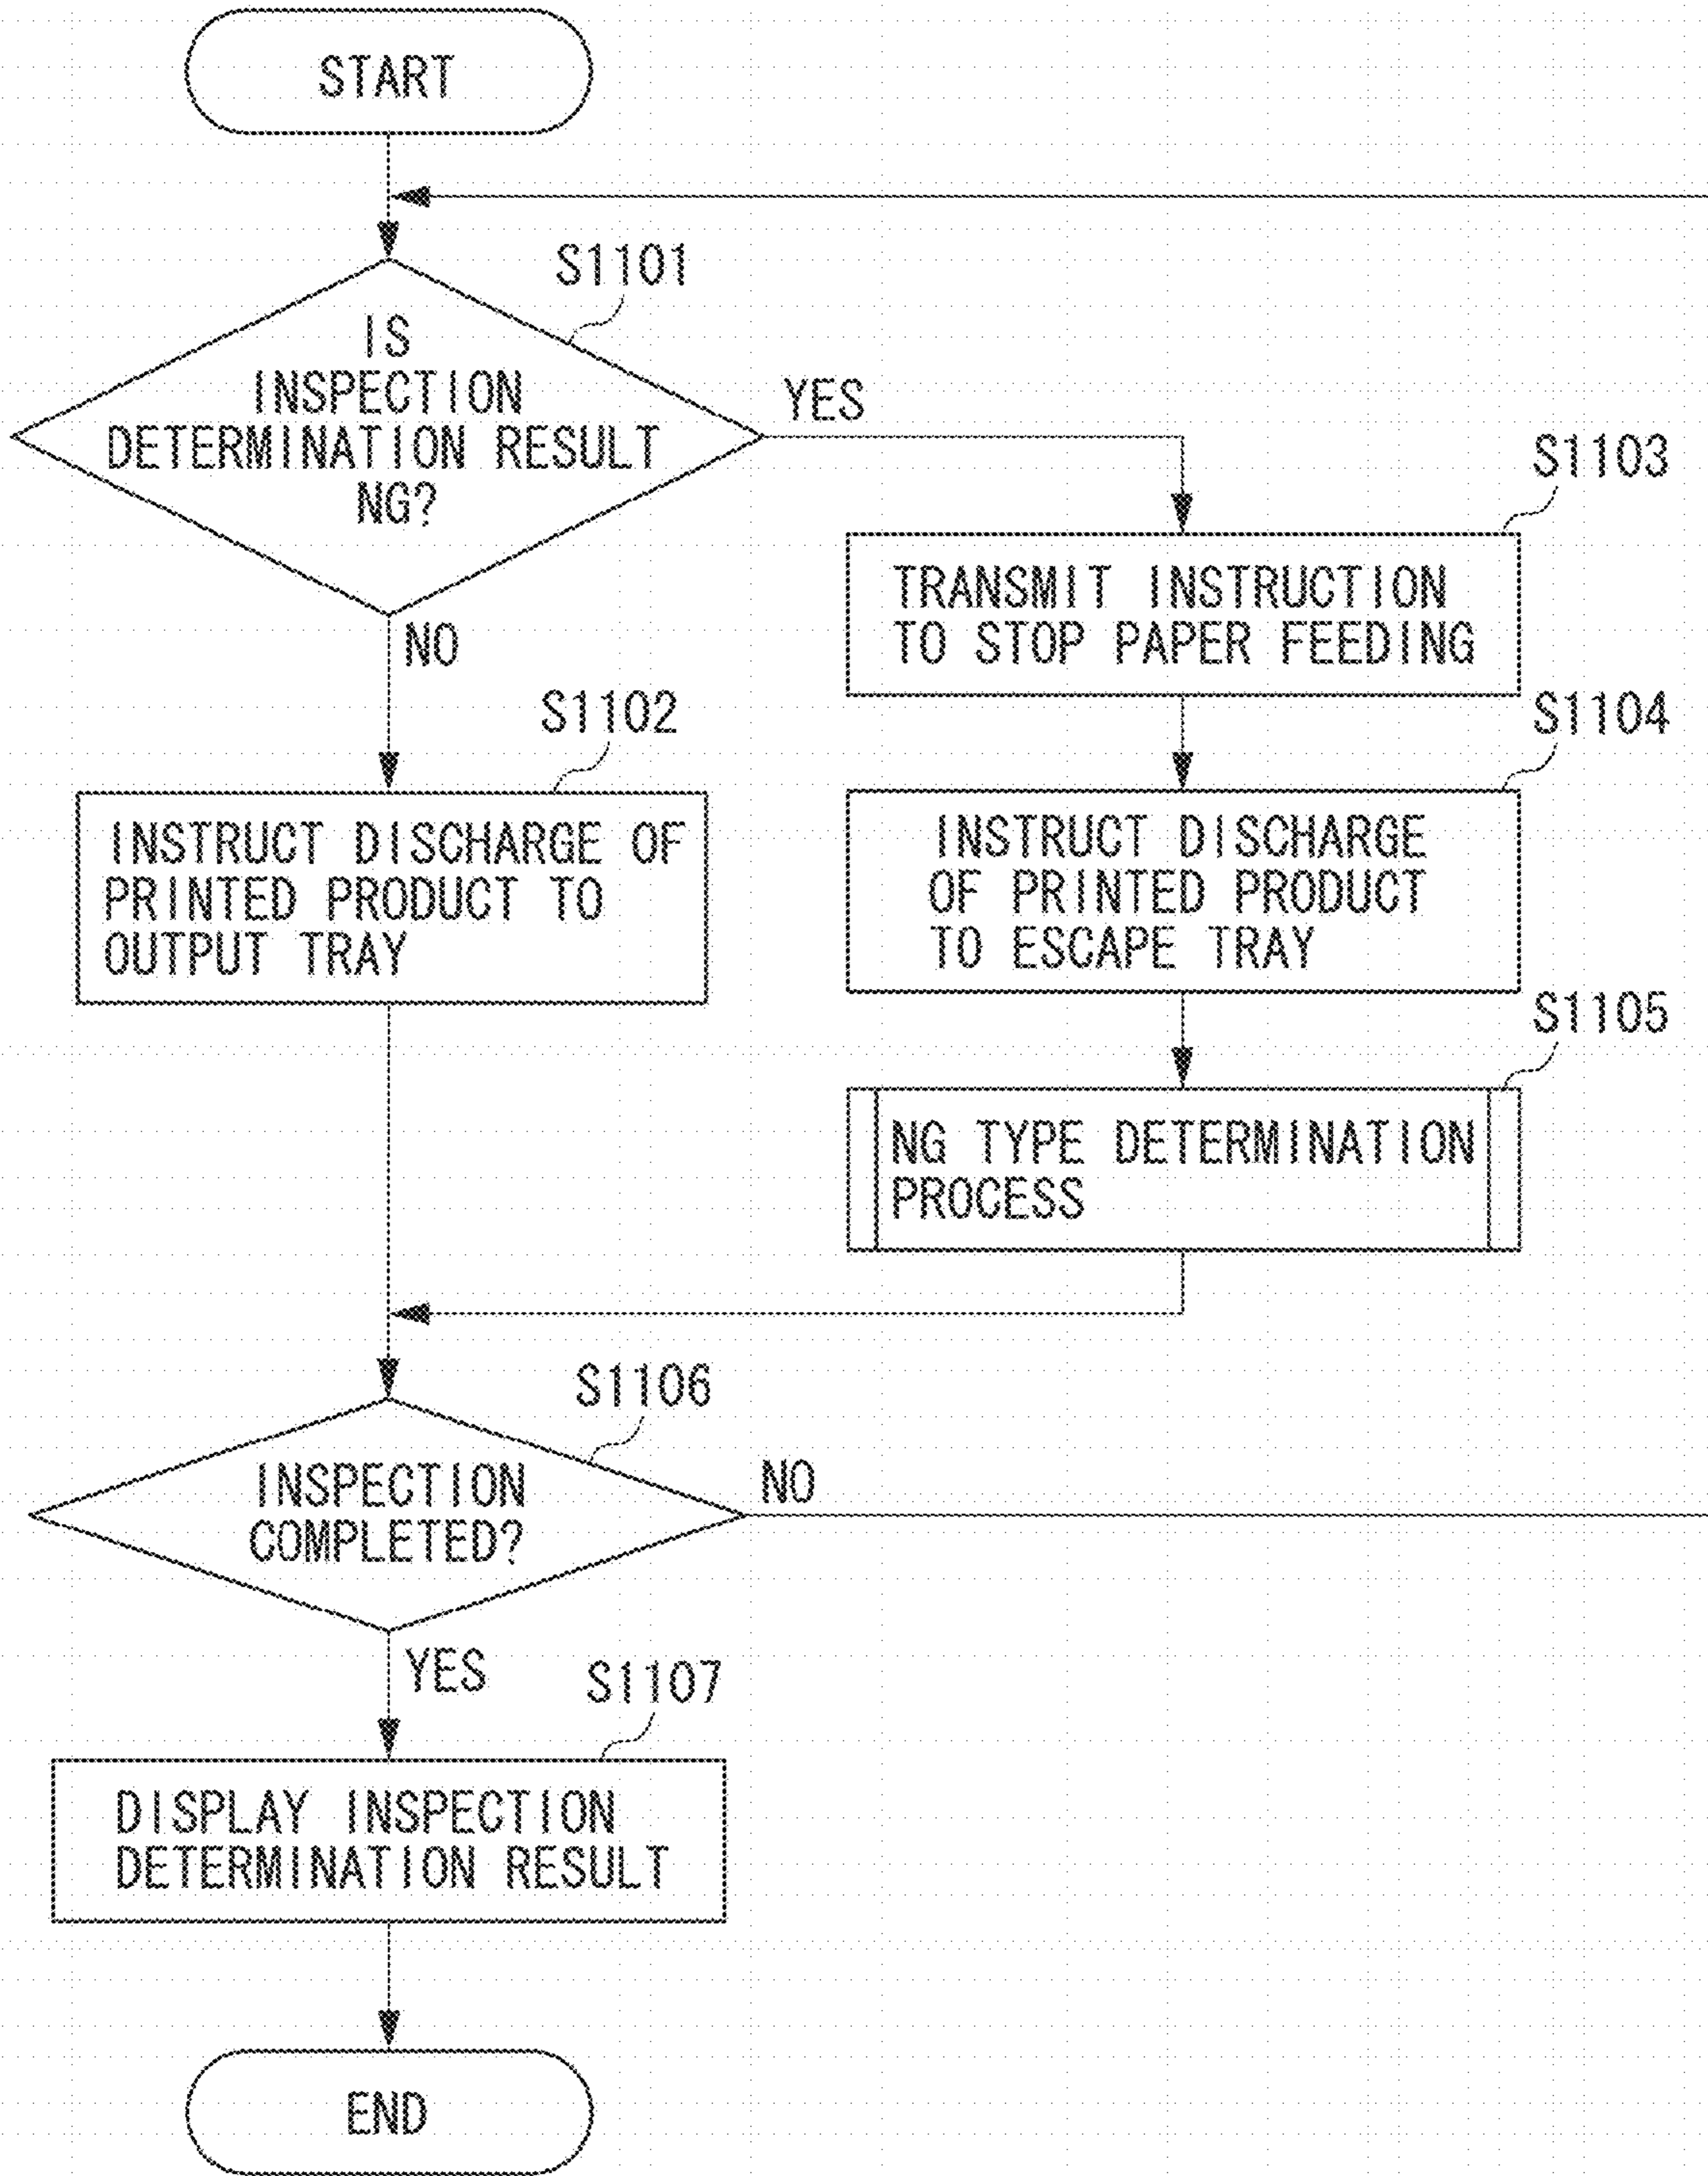 START
S1101
IS
INSPECTION
DETERMINATION RESULT
NG?
YES
NO
S1103
TRANSMIT INSTRUCTION
TO STOP PAPER FEEDING
S1102
INSTRUCT DISCHARGE OF
PRINTED PRODUCT TO
OUTPUT TRAY
S1104
INSTRUCT DISCHARGE
OF PRINTED PRODUCT
TO ESCAPE TRAY
S1105
NG TYPE DETERMINATION
PROCESS
S1106
INSPECTION
COMPLETED?
NO
YES
S1107
DISPLAY INSPECTION
DETERMINATION RESULT
END